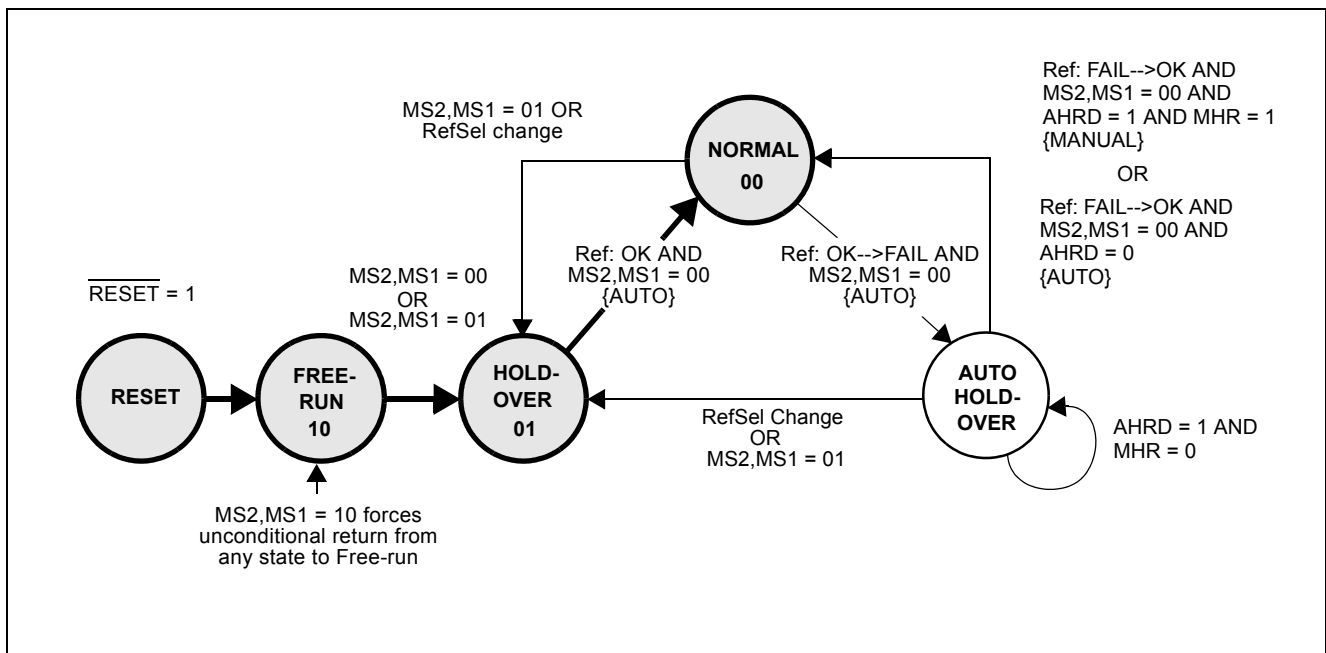 Ref: FAIL-->OK AND
MS2,MS1 = 00 AND
AHRD = 1 AND MHR = 1
{MANUAL}
OR
Ref: FAIL-->OK AND
MS2,MS1 = 00 AND
AHRD = 0
{AUTO}
MS2,MS1 = 01 OR
RefSel change
NORMAL
00
Ref: OK AND
MS2,MS1 = 00
{AUTO}
Ref: OK-->FAIL AND
MS2,MS1 = 00
{AUTO}
RESET = 1
MS2,MS1 = 00
OR
MS2,MS1 = 01
RESET
FREE-
RUN
10
HOLD-
OVER
01
AUTO
HOLD-
OVER
RefSel Change
OR
MS2,MS1 = 01
AHRD = 1 AND
MHR = 0
MS2,MS1 = 10 forces
unconditional return from
any state to Free-run